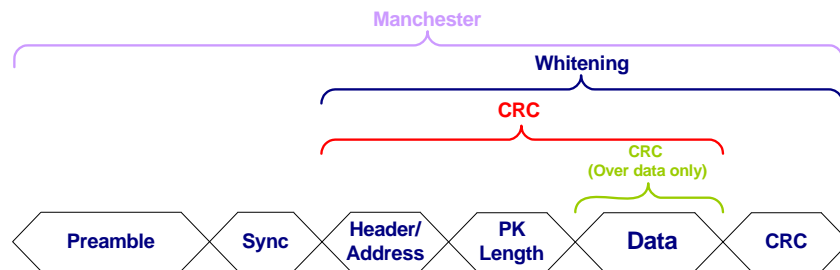 Manchester
Whitening
CRC
CRC
(Over data only)
Preamble
Sync
Header/
Address
PK
Length
Data
CRC